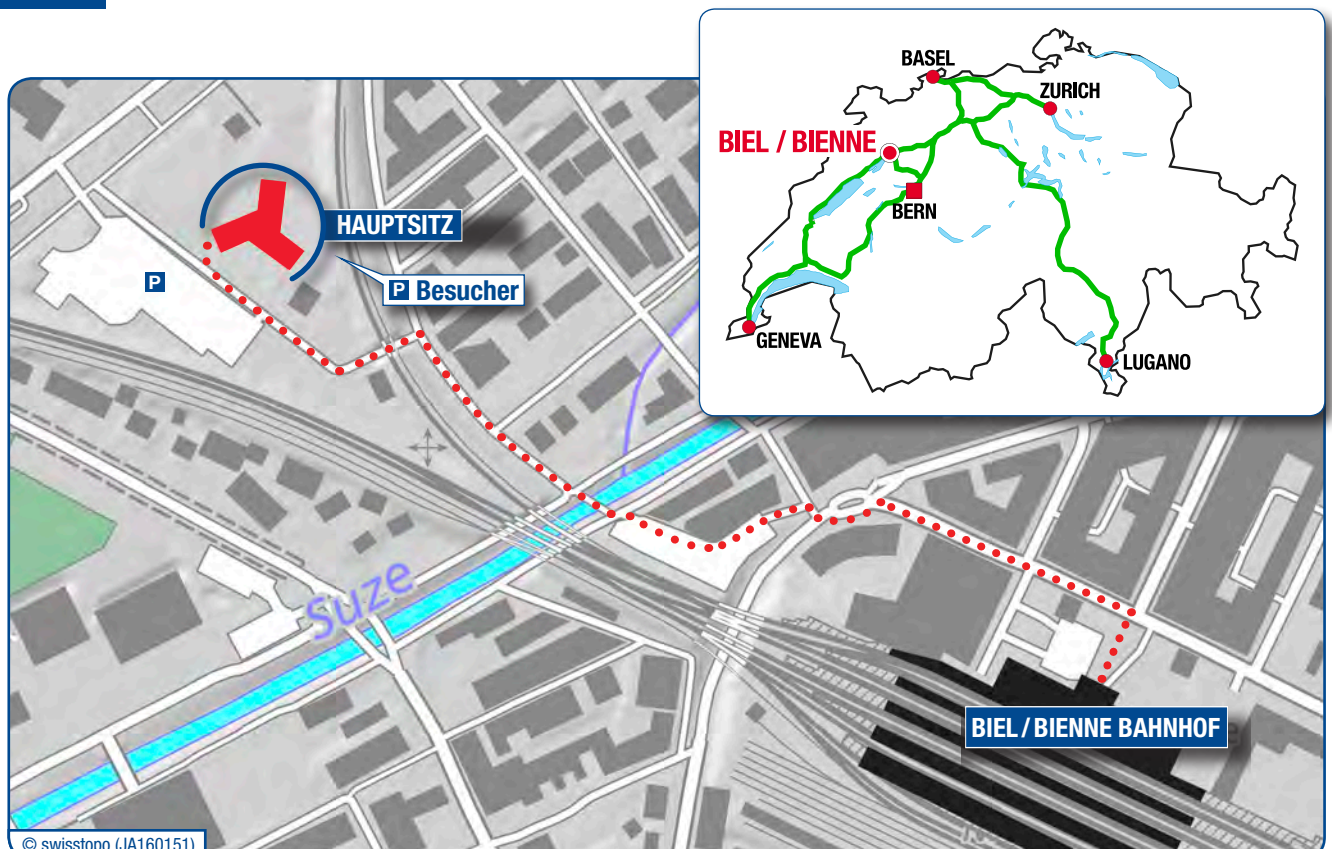 BASEL
ZURICH
BIEL / BIENNE
BERN
GENEVA
LUGANO
HAUPTSITZ
P
P Besucher
Suze
BIEL / BIENNE BAHNHOF
© swisstopo (JA160151)